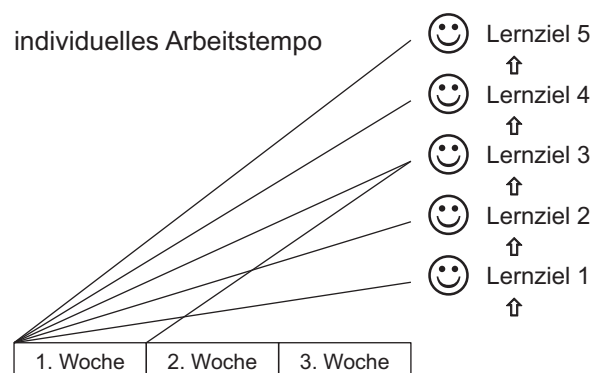 individuelles Arbeitstempo
Lernziel 5
Lernziel 4
Lernziel 3
Lernziel 2
Lernziel 1
1. Woche 2. Woche 3. Woche